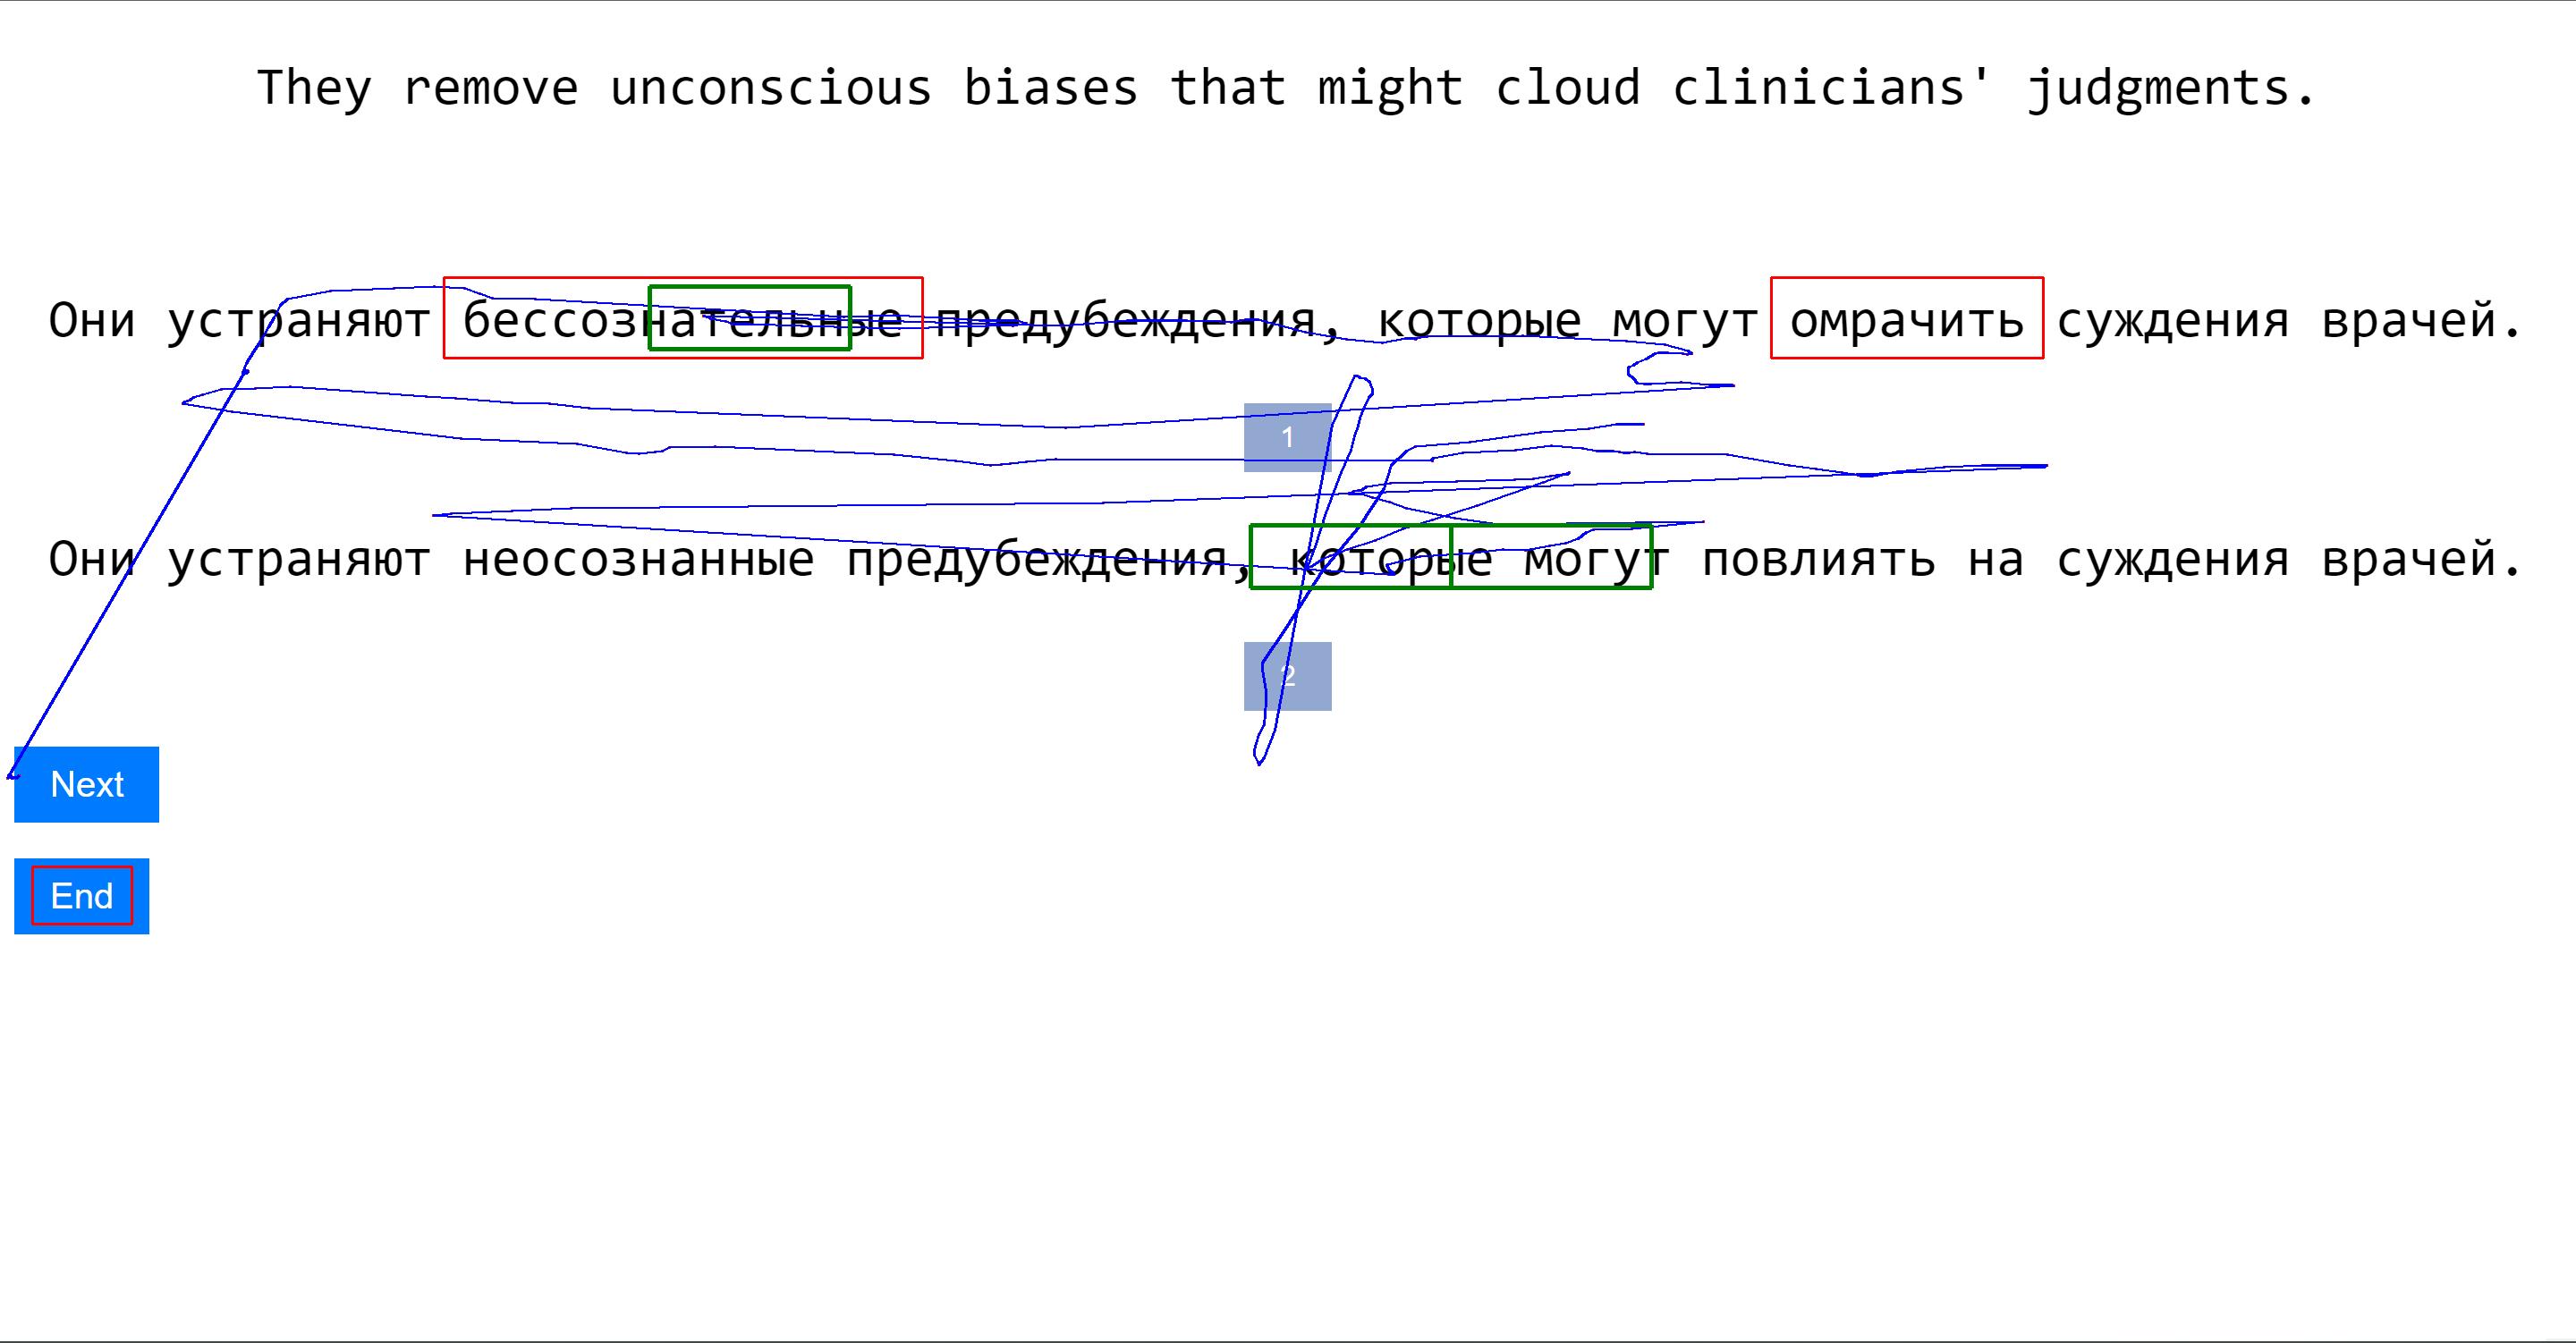 They remove unconscious biases that might cloud clinicians' judgments.
Они устраняют бессознательные предубеждения, которые могут омрачить суждения врачей.
1
Они устраняют неосознанные предубеждения, которые могут повлиять на суждения врачей.
2
Next
End